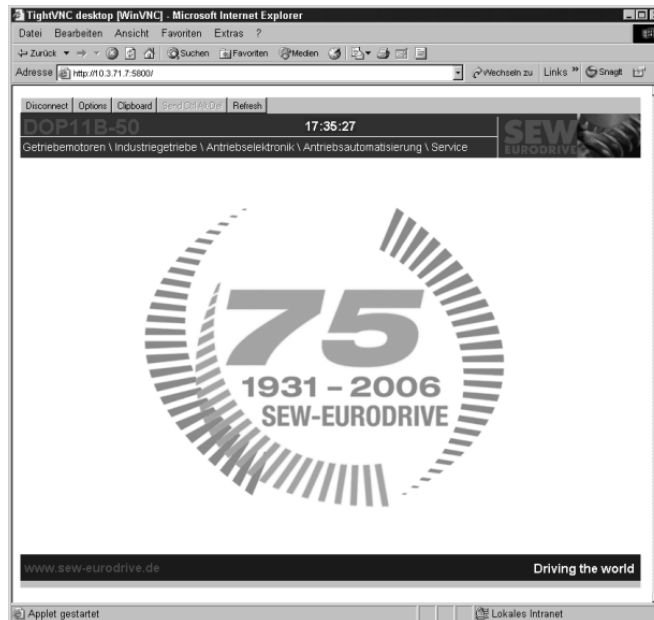 TightVNC desktop [WinVNC] - Microsoft Internet Explorer
Datei Bearbeiten Ansicht Favoriten Extras ?
Zurück Suchen Favoriten Medien
Adresse http://10.3.71.7:5800/ Wechseln zu Links » SnagIt
Disconnect Options Clipboard Send Ctrl-Alt-Del Refresh
DOP11B-50 17:35:27 SEW
EURODRIVE
Getriebemotoren \ Industriegetriebe \ Antriebselektronik \ Antriebsautomatisierung \ Service
75
1931 – 2006
SEW-EURODRIVE
www.sew-eurodrive.de Driving the world
Applet gestartet Lokales Intranet